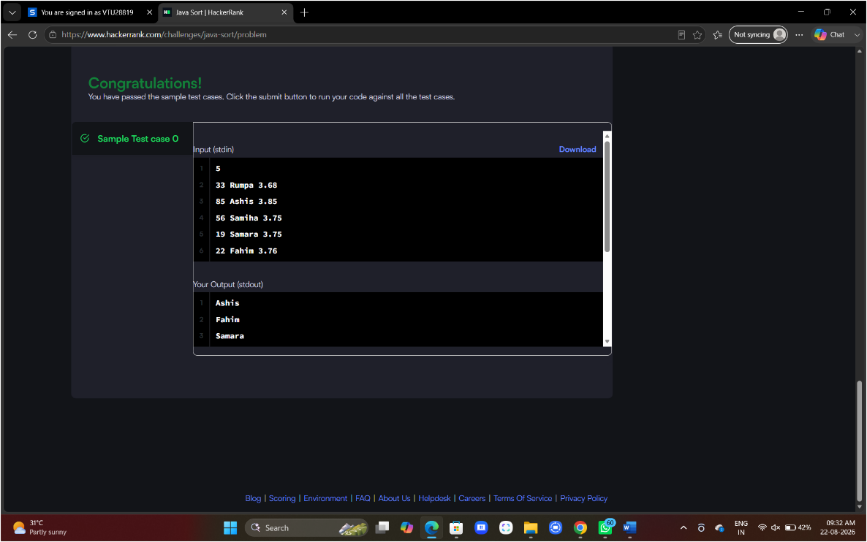 You are signed in as VTU28819
Java Sort | HackerRank
https://www.hackerrank.com/challenges/java-sort/problem
Not syncing
Chat
Congratulations!
You have passed the sample test cases. Click the submit button to run your code against all the test cases.
Sample Test case 0
Input (stdin)
Download
1 5
2 33 Rumpa 3.68
3 85 Ashis 3.85
4 56 Samiha 3.75
5 19 Samara 3.75
6 22 Fahim 3.76
Your Output (stdout)
1 Ashis
2 Fahim
3 Samara
Blog | Scoring | Environment | FAQ | About Us | Helpdesk | Careers | Terms Of Service | Privacy Policy
31°C
Partly sunny
Search
60
ENG
IN
42%
09:32 AM
22-08-2026